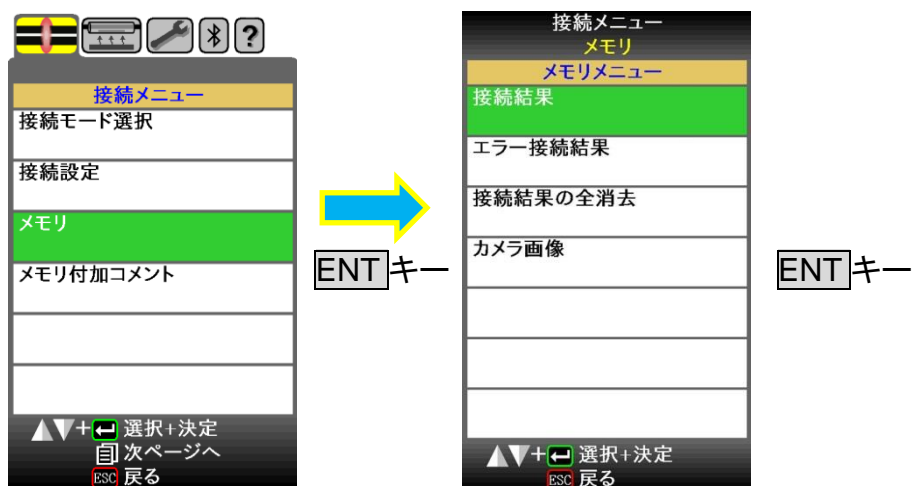 ?
接続メニュー
接続モード選択
接続設定
メモリ
メモリ付加コメント
+ 選択+決定
次ページへ
ESC 戻る
ENT キー
接続メニュー
メモリ
メモリメニュー
接続結果
エラー接続結果
接続結果の全消去
カメラ画像
+ 選択+決定
ESC 戻る
ENT キー